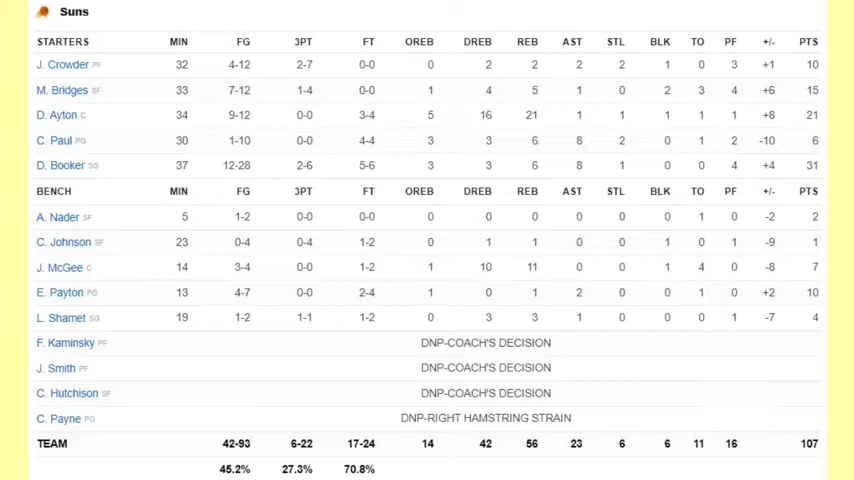 Suns
STARTERS MIN FG 3PT FT OREB DREB REB AST STL BLK TO PF +/- PTS
J. Crowder PF 32 4-12 2-7 0-0 0 2 2 2 2 1 0 3 +1 10
M. Bridges SF 33 7-12 1-4 0-0 1 4 5 1 0 2 3 4 +6 15
D. Ayton C 34 9-12 0-0 3-4 5 16 21 1 1 1 1 1 +8 21
C. Paul PG 30 1-10 0-0 4-4 3 3 6 8 2 0 1 2 -10 6
D. Booker SG 37 12-28 2-6 5-6 3 3 6 8 1 0 0 4 +4 31
BENCH MIN FG 3PT FT OREB DREB REB AST STL BLK TO PF +/- PTS
A. Nader SF 5 1-2 0-0 0-0 0 0 0 0 0 0 1 0 -2 2
C. Johnson SF 23 0-4 0-4 1-2 0 1 1 0 0 1 0 1 -9 1
J. McGee C 14 3-4 0-0 1-2 1 10 11 0 0 1 4 0 -8 7
E. Payton PG 13 4-7 0-0 2-4 1 0 1 2 0 0 1 0 +2 10
L. Shamet SG 19 1-2 1-1 1-2 0 3 3 1 0 0 0 1 -7 4
F. Kaminsky PF DNP-COACH'S DECISION
J. Smith PF DNP-COACH'S DECISION
C. Hutchison SF DNP-COACH'S DECISION
C. Payne PG DNP-RIGHT HAMSTRING STRAIN
TEAM 42-93 6-22 17-24 14 42 56 23 6 6 11 16 107
45.2% 27.3% 70.8%